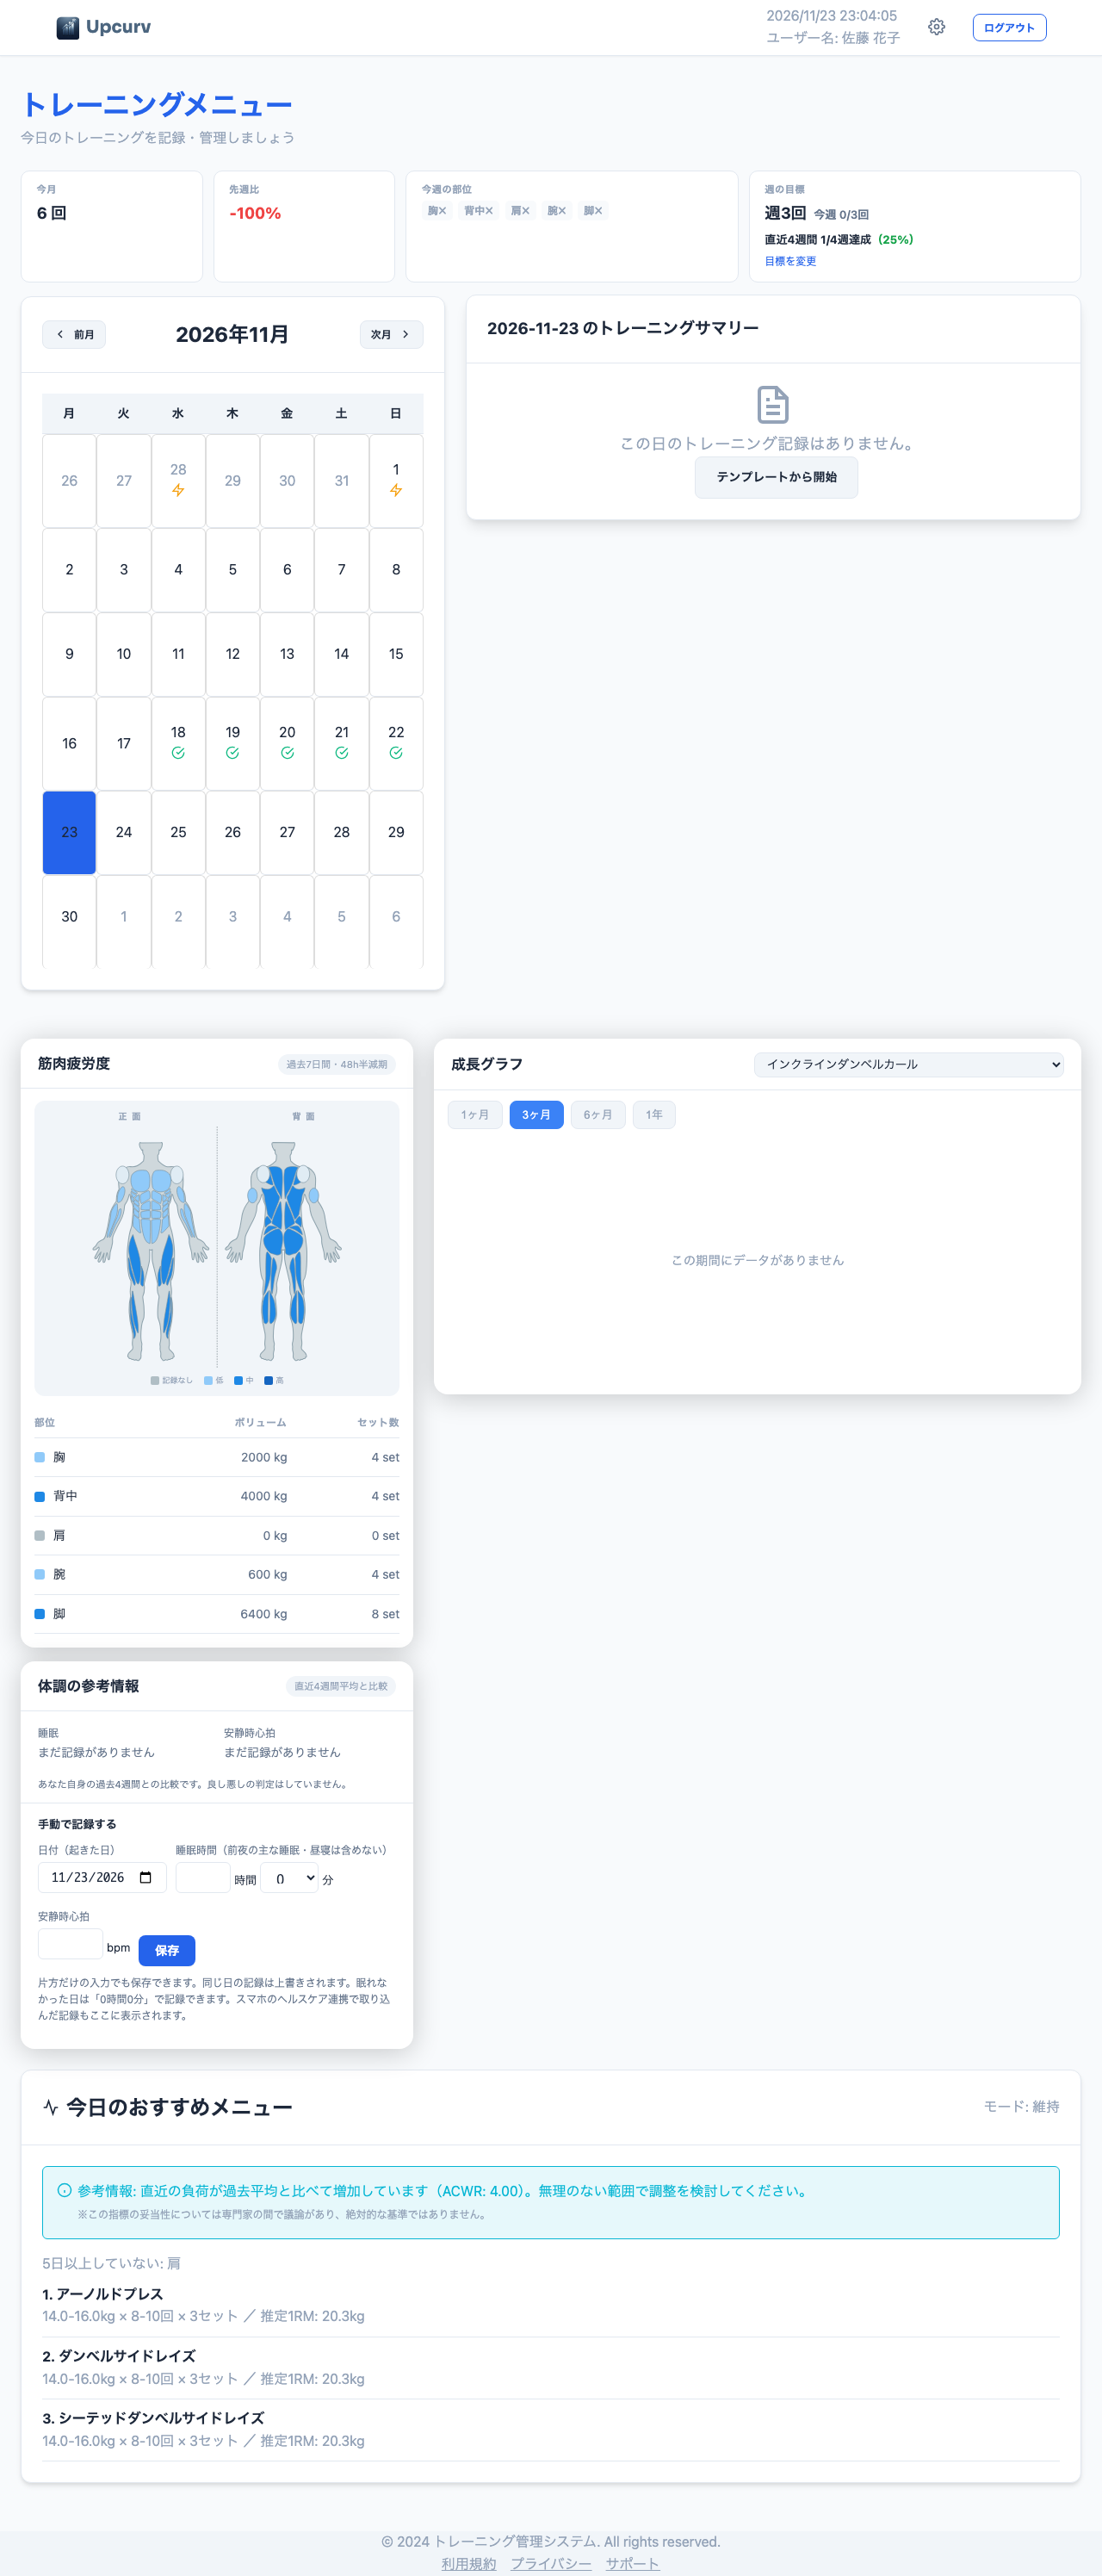 Upcurv
2026/11/23 23:04:05
ユーザー名: 佐藤 花子
ログアウト
トレーニングメニュー
今日のトレーニングを記録・管理しましょう
今月
6 回
先週比
-100%
今週の部位
胸× 背中× 肩× 腕× 脚×
週の目標
週3回 今週 0/3回
直近4週間 1/4週達成（25%）
目標を変更
前月
2026年11月
次月
月 火 水 木 金 土 日
26 27 28 29 30 31 1
2 3 4 5 6 7 8
9 10 11 12 13 14 15
16 17 18 19 20 21 22
23 24 25 26 27 28 29
30 1 2 3 4 5 6
2026-11-23 のトレーニングサマリー
この日のトレーニング記録はありません。
テンプレートから開始
筋肉疲労度
過去7日間・48h半減期
正面 背面
記録なし 低 中 高
部位 ボリューム セット数
胸 2000 kg 4 set
背中 4000 kg 4 set
肩 0 kg 0 set
腕 600 kg 4 set
脚 6400 kg 8 set
成長グラフ
インクラインダンベルカール
1ヶ月 3ヶ月 6ヶ月 1年
この期間にデータがありません
体調の参考情報
直近4週間平均と比較
睡眠 安静時心拍
まだ記録がありません まだ記録がありません
あなた自身の過去4週間との比較です。良し悪しの判定はしていません。
手動で記録する
日付（起きた日） 睡眠時間（前夜の主な睡眠・昼寝は含めない）
11/23/2026 時間 0 分
安静時心拍
bpm 保存
片方だけの入力でも保存できます。同じ日の記録は上書きされます。眠れな
かった日は「0時間0分」で記録できます。スマホのヘルスケア連携で取り込
んだ記録もここに表示されます。
今日のおすすめメニュー
モード: 維持
参考情報: 直近の負荷が過去平均と比べて増加しています（ACWR: 4.00）。無理のない範囲で調整を検討してください。
※この指標の妥当性については専門家の間で議論があり、絶対的な基準ではありません。
5日以上していない: 肩
1. アーノルドプレス
14.0-16.0kg × 8-10回 × 3セット ／ 推定1RM: 20.3kg
2. ダンベルサイドレイズ
14.0-16.0kg × 8-10回 × 3セット ／ 推定1RM: 20.3kg
3. シーテッドダンベルサイドレイズ
14.0-16.0kg × 8-10回 × 3セット ／ 推定1RM: 20.3kg
© 2024 トレーニング管理システム. All rights reserved.
利用規約 プライバシー サポート